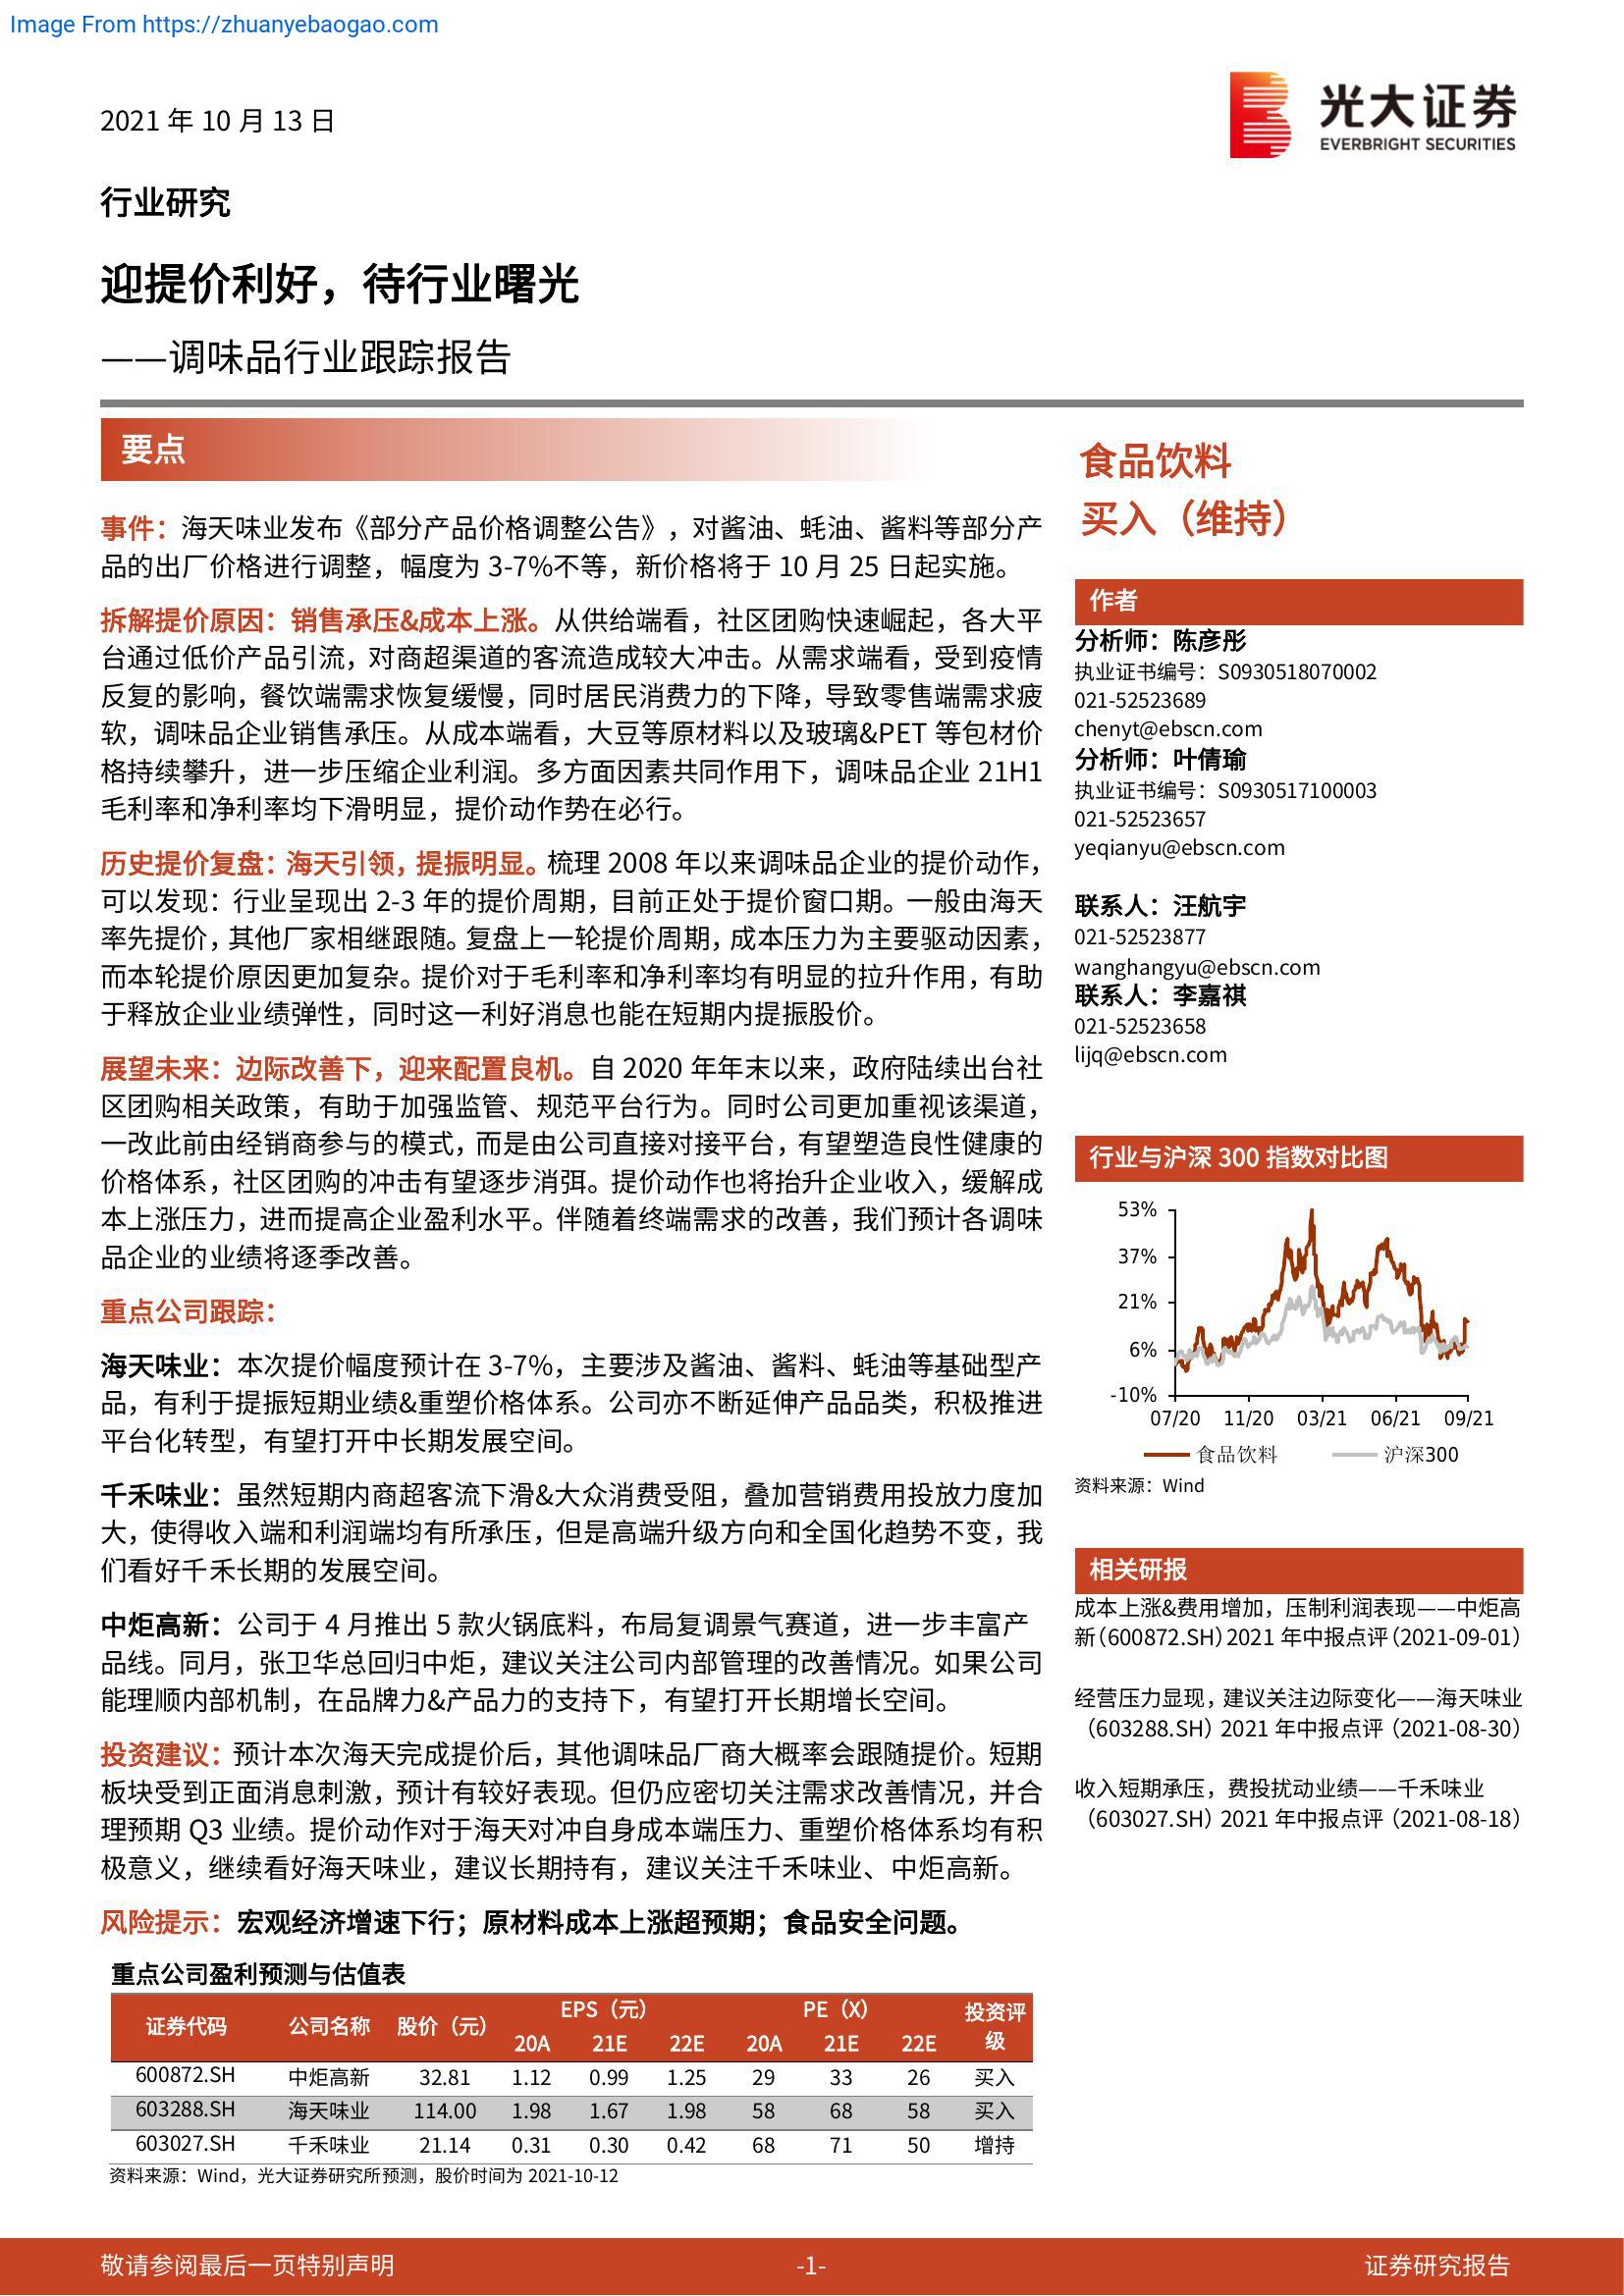 Image From https://zhuanyebaogao.com
2021 年 10 月 13 日
光大证券
EVERBRIGHT SECURITIES
行业研究
迎提价利好，待行业曙光
——调味品行业跟踪报告
要点
事件：海天味业发布《部分产品价格调整公告》，对酱油、蚝油、酱料等部分产
品的出厂价格进行调整，幅度为 3-7%不等，新价格将于 10 月 25 日起实施。
拆解提价原因：销售承压&成本上涨。从供给端看，社区团购快速崛起，各大平
台通过低价产品引流，对商超渠道的客流造成较大冲击。从需求端看，受到疫情
反复的影响，餐饮端需求恢复缓慢，同时居民消费力的下降，导致零售端需求疲
软，调味品企业销售承压。从成本端看，大豆等原材料以及玻璃&PET 等包材价
格持续攀升，进一步压缩企业利润。多方面因素共同作用下，调味品企业 21H1
毛利率和净利率均下滑明显，提价动作势在必行。
历史提价复盘：海天引领，提振明显。梳理 2008 年以来调味品企业的提价动作，
可以发现：行业呈现出 2-3 年的提价周期，目前正处于提价窗口期。一般由海天
率先提价，其他厂家相继跟随。复盘上一轮提价周期，成本压力为主要驱动因素，
而本轮提价原因更加复杂。提价对于毛利率和净利率均有明显的拉升作用，有助
于释放企业业绩弹性，同时这一利好消息也能在短期内提振股价。
展望未来：边际改善下，迎来配置良机。自 2020 年年末以来，政府陆续出台社
区团购相关政策，有助于加强监管、规范平台行为。同时公司更加重视该渠道，
一改此前由经销商参与的模式，而是由公司直接对接平台，有望塑造良性健康的
价格体系，社区团购的冲击有望逐步消弭。提价动作也将抬升企业收入，缓解成
本上涨压力，进而提高企业盈利水平。伴随着终端需求的改善，我们预计各调味
品企业的业绩将逐季改善。
重点公司跟踪：
海天味业：本次提价幅度预计在 3-7%，主要涉及酱油、酱料、蚝油等基础型产
品，有利于提振短期业绩&重塑价格体系。公司亦不断延伸产品品类，积极推进
平台化转型，有望打开中长期发展空间。
千禾味业：虽然短期内商超客流下滑&大众消费受阻，叠加营销费用投放力度加
大，使得收入端和利润端均有所承压，但是高端升级方向和全国化趋势不变，我
们看好千禾长期的发展空间。
中炬高新：公司于 4 月推出 5 款火锅底料，布局复调景气赛道，进一步丰富产
品线。同月，张卫华总回归中炬，建议关注公司内部管理的改善情况。如果公司
能理顺内部机制，在品牌力&产品力的支持下，有望打开长期增长空间。
投资建议：预计本次海天完成提价后，其他调味品厂商大概率会跟随提价。短期
板块受到正面消息刺激，预计有较好表现。但仍应密切关注需求改善情况，并合
理预期 Q3 业绩。提价动作对于海天对冲自身成本端压力、重塑价格体系均有积
极意义，继续看好海天味业，建议长期持有，建议关注千禾味业、中炬高新。
风险提示：宏观经济增速下行；原材料成本上涨超预期；食品安全问题。
重点公司盈利预测与估值表
证券代码 公司名称 股价（元） EPS（元） PE（X） 投资评级
20A 21E 22E 20A 21E 22E
600872.SH 中炬高新 32.81 1.12 0.99 1.25 29 33 26 买入
603288.SH 海天味业 114.00 1.98 1.67 1.98 58 68 58 买入
603027.SH 千禾味业 21.14 0.31 0.30 0.42 68 71 50 增持
资料来源：Wind，光大证券研究所预测，股价时间为 2021-10-12
食品饮料
买入（维持）
作者
分析师：陈彦彤
执业证书编号：S0930518070002
021-52523689
chenyt@ebscn.com
分析师：叶倩瑜
执业证书编号：S0930517100003
021-52523657
yeqianyu@ebscn.com
联系人：汪航宇
021-52523877
wanghangyu@ebscn.com
联系人：李嘉祺
021-52523658
lijq@ebscn.com
行业与沪深 300 指数对比图
53%
37%
21%
6%
-10%
07/20 11/20 03/21 06/21 09/21
食品饮料 沪深300
资料来源：Wind
相关研报
成本上涨&费用增加，压制利润表现——中炬高
新（600872.SH）2021 年中报点评（2021-09-01）
经营压力显现，建议关注边际变化——海天味业
（603288.SH）2021 年中报点评（2021-08-30）
收入短期承压，费投扰动业绩——千禾味业
（603027.SH）2021 年中报点评（2021-08-18）
敬请参阅最后一页特别声明 -1- 证券研究报告